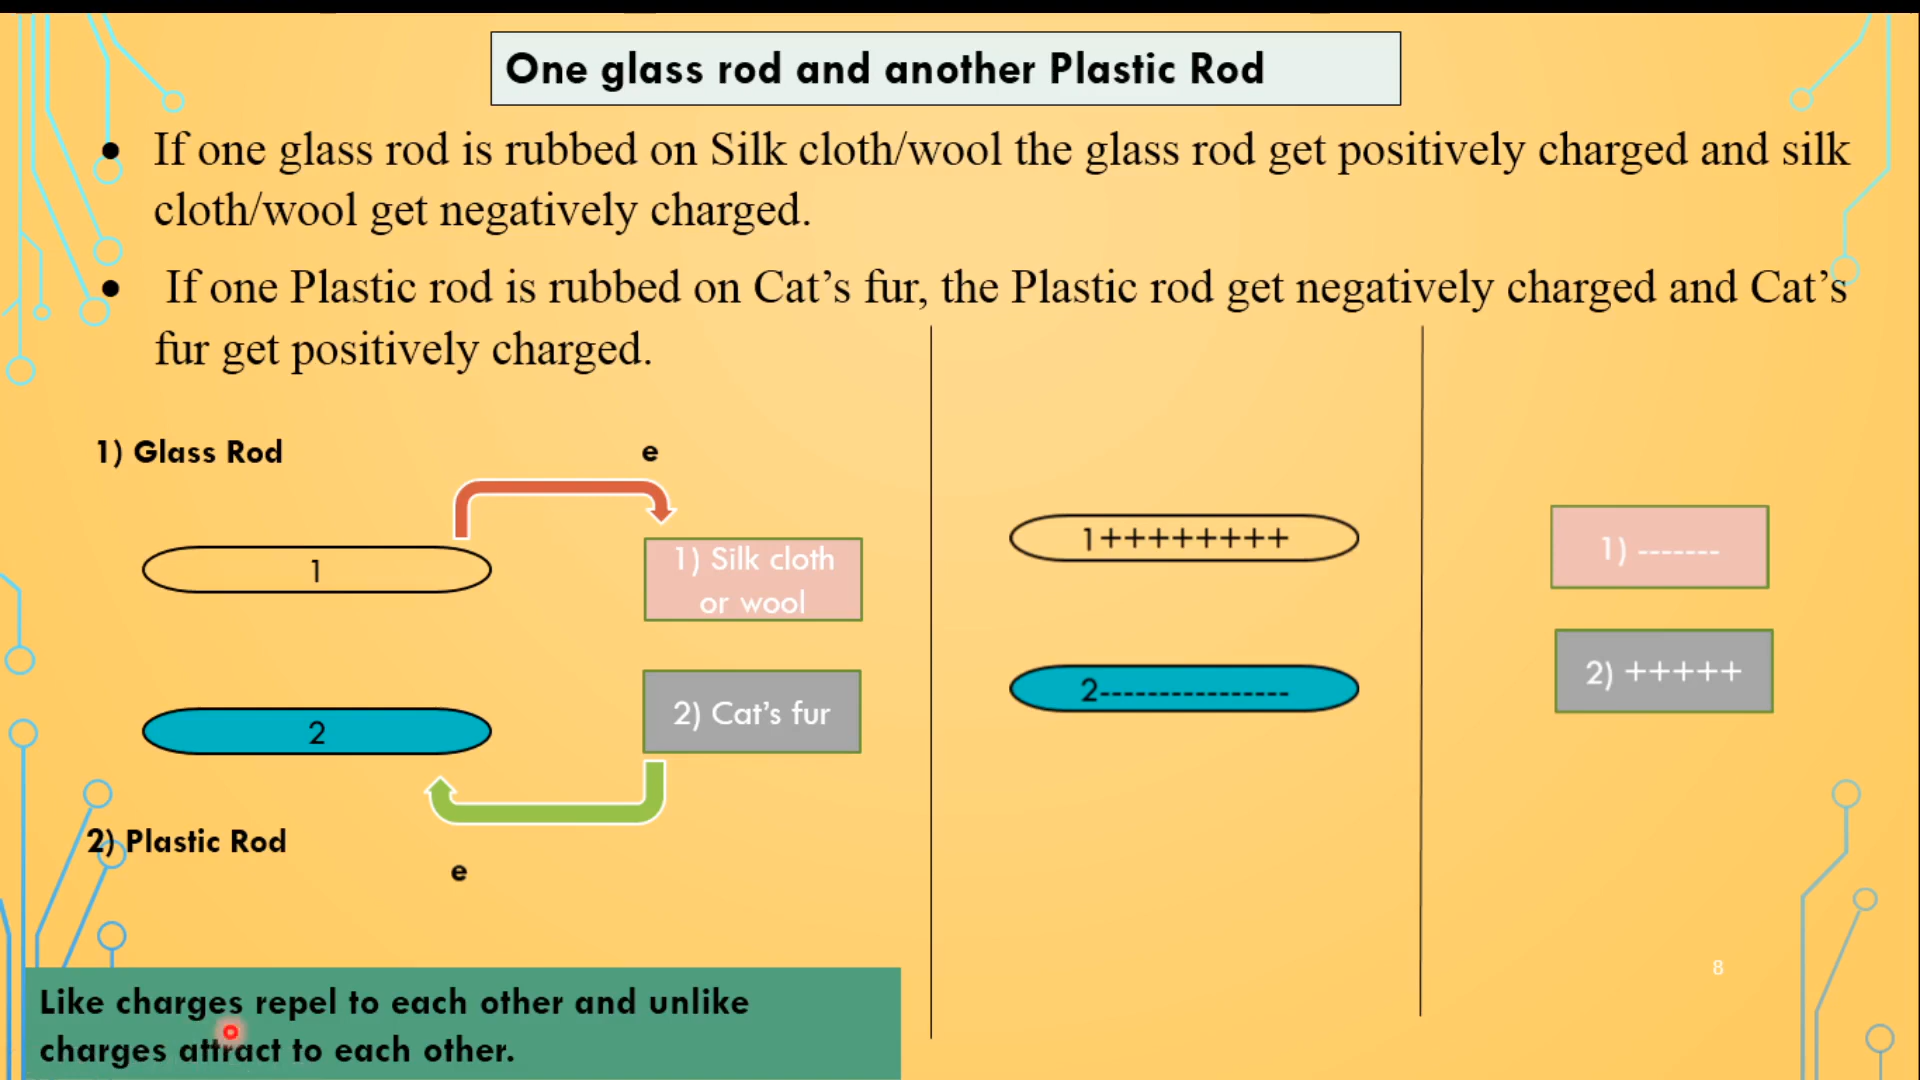 One glass rod and another Plastic Rod
• If one glass rod is rubbed on Silk cloth/wool the glass rod get positively charged and silk
cloth/wool get negatively charged.
• If one Plastic rod is rubbed on Cat’s fur, the Plastic rod get negatively charged and Cat’s
fur get positively charged.
1) Glass Rod
e
1
1) Silk cloth
or wool
2
2) Cat’s fur
2) Plastic Rod
e
1++++++++
2----------------
1) -------
2) +++++
8
Like charges repel to each other and unlike
charges attract to each other.